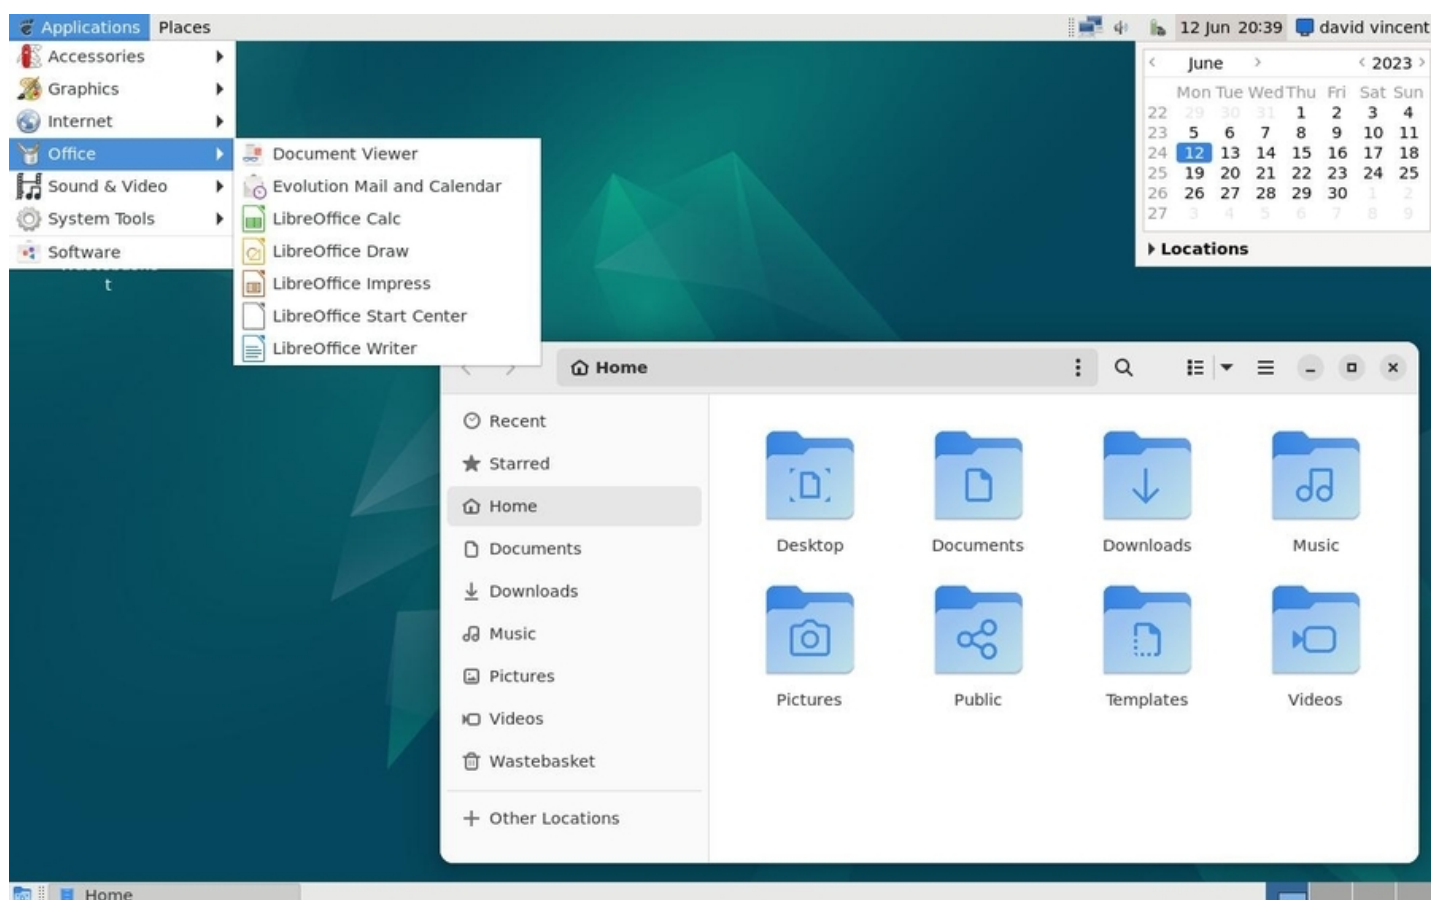 Applications Places 12 Jun 20:39 david vincent
Accessories
Graphics
Internet
Office
Sound & Video
System Tools
Software
t
Document Viewer
Evolution Mail and Calendar
LibreOffice Calc
LibreOffice Draw
LibreOffice Impress
LibreOffice Start Center
LibreOffice Writer
June 2023
Mon Tue Wed Thu Fri Sat Sun
22 29 30 31 1 2 3 4
23 5 6 7 8 9 10 11
24 12 13 14 15 16 17 18
25 19 20 21 22 23 24 25
26 26 27 28 29 30 1 2
27 3 4 5 6 7 8 9
Locations
Home
Recent
Starred
Home
Documents
Downloads
Music
Pictures
Videos
Wastebasket
Other Locations
Desktop Documents Downloads Music
Pictures Public Templates Videos
Home